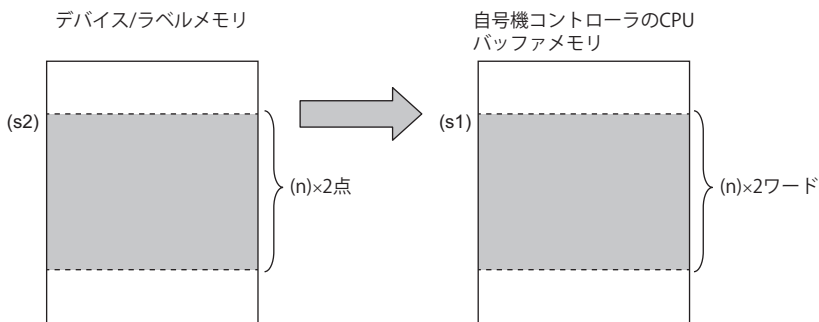 デバイス/ラベルメモリ
自号機コントローラのCPU
バッファメモリ
(s2)
(n)×2点
(s1)
(n)×2ワード